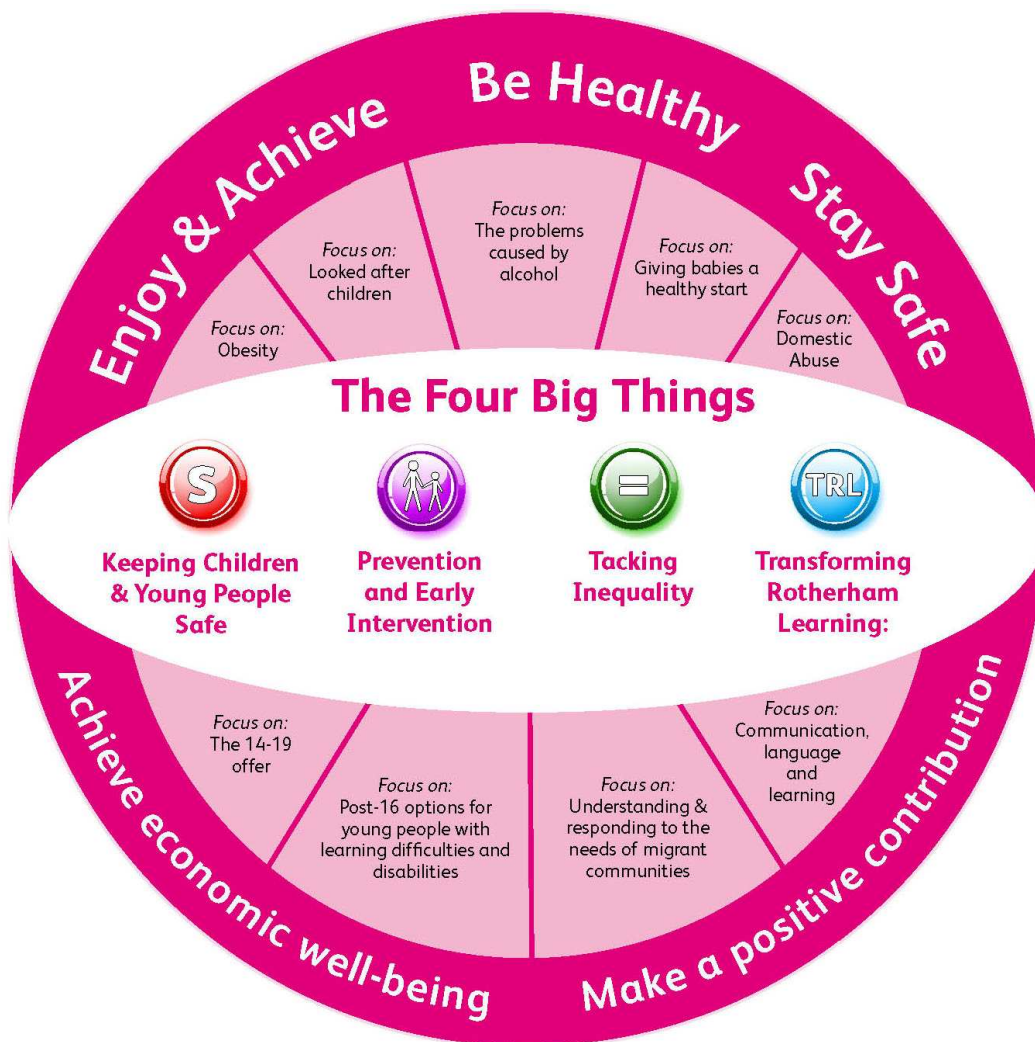 Enjoy & Achieve
Be Healthy
Stay Safe
Focus on:
Obesity
Focus on:
Looked after
children
Focus on:
The problems
caused by
alcohol
Focus on:
Giving babies a
healthy start
Focus on:
Domestic
Abuse
The Four Big Things
S
Keeping Children
& Young People
Safe
Prevention
and Early
Intervention
=
Tacking
Inequality
TRL
Transforming
Rotherham
Learning:
Focus on:
The 14-19
offer
Focus on:
Post-16 options for
young people with
learning difficulties and
disabilities
Focus on:
Understanding &
responding to the
needs of migrant
communities
Focus on:
Communication,
language
and
learning
Achieve economic well-being
Make a positive contribution